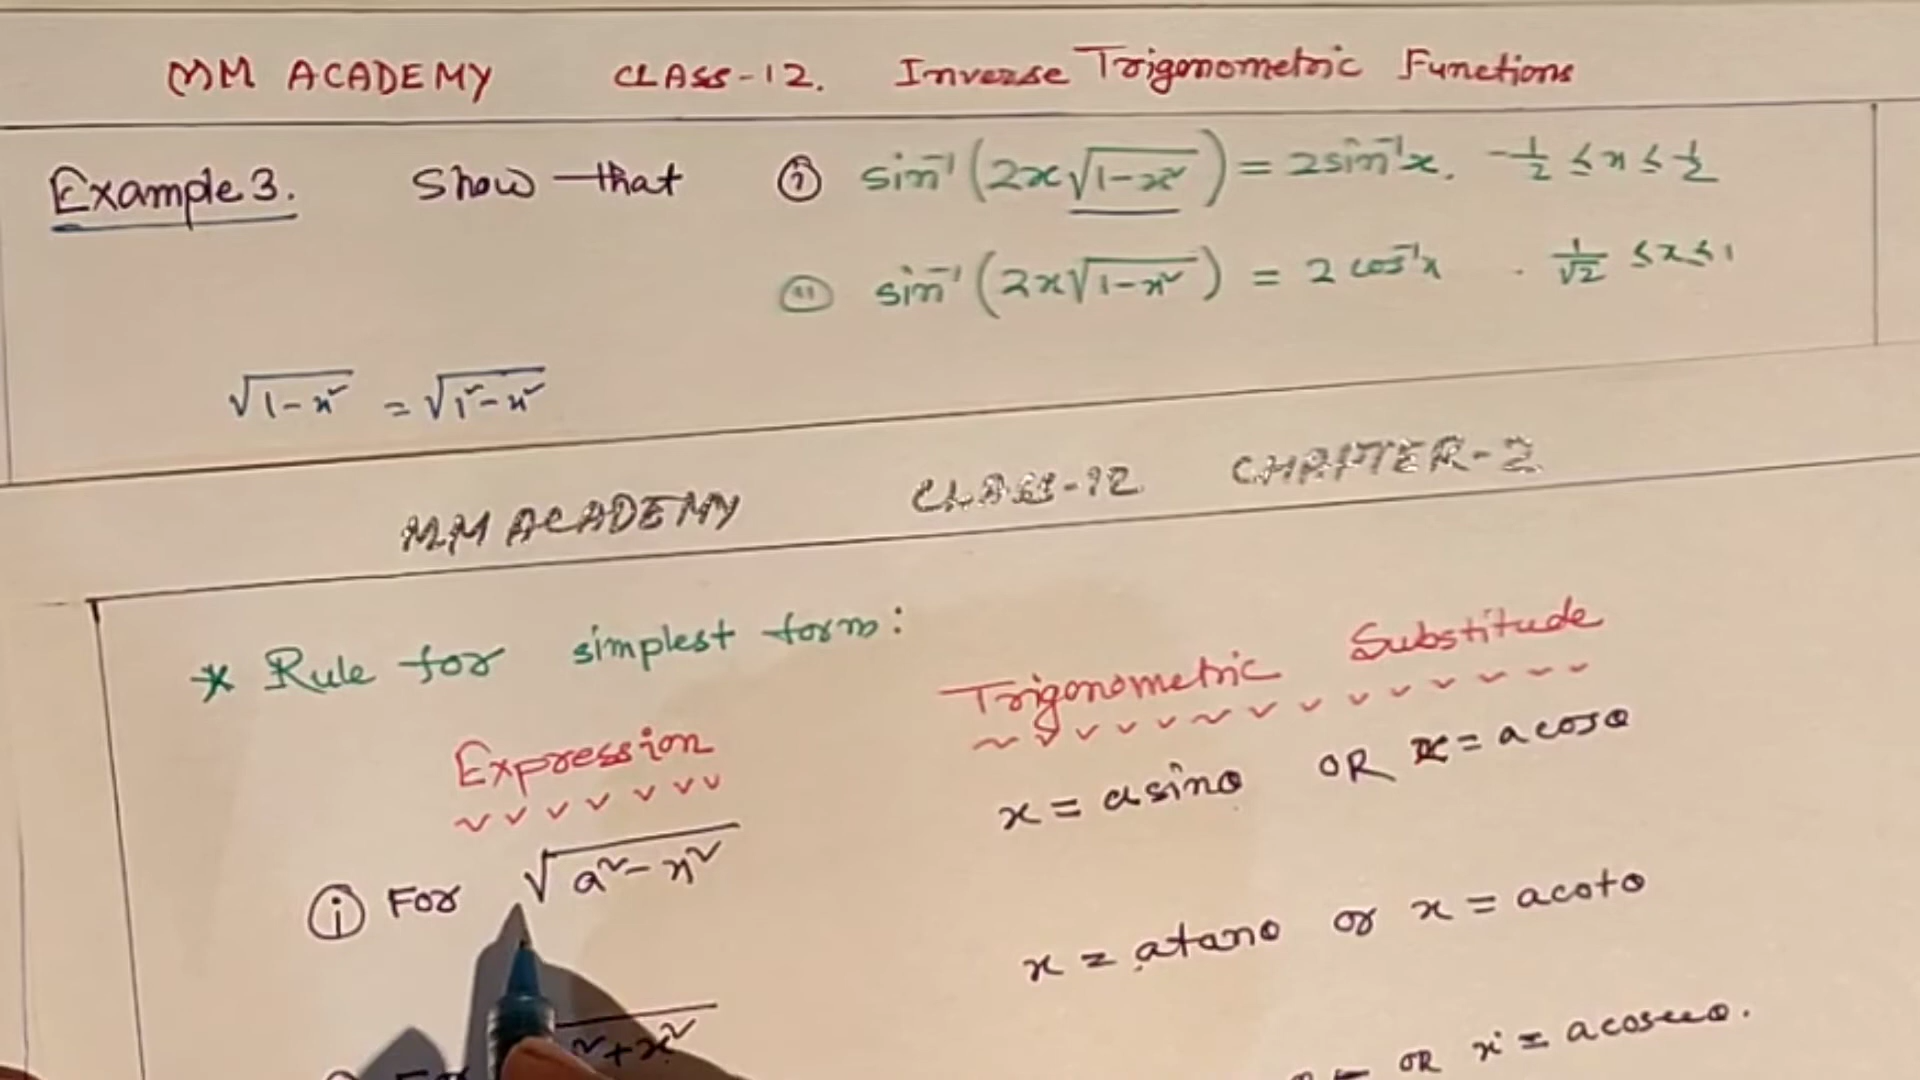 MM ACADEMY CLASS-12. Inverse Trigonometric Functions
Example 3. Show that (i) sin⁻¹(2x√(1-x²)) = 2sin⁻¹x, -1/2 ≤ x ≤ 1/2
(ii) sin⁻¹(2x√(1-x²)) = 2cos⁻¹x . 1/√2 ≤ x ≤ 1
√(1-x²) = √(1²-x²)
MM ACADEMY CLASS-12 CHAPTER-2
* Rule for simplest form:
Expression Trigonometric Substitude
(i) For √(a²-x²) x = a sinθ OR x = a cosθ
x = a tanθ or x = a cotθ
For ²+x² OR x = a cosecθ.